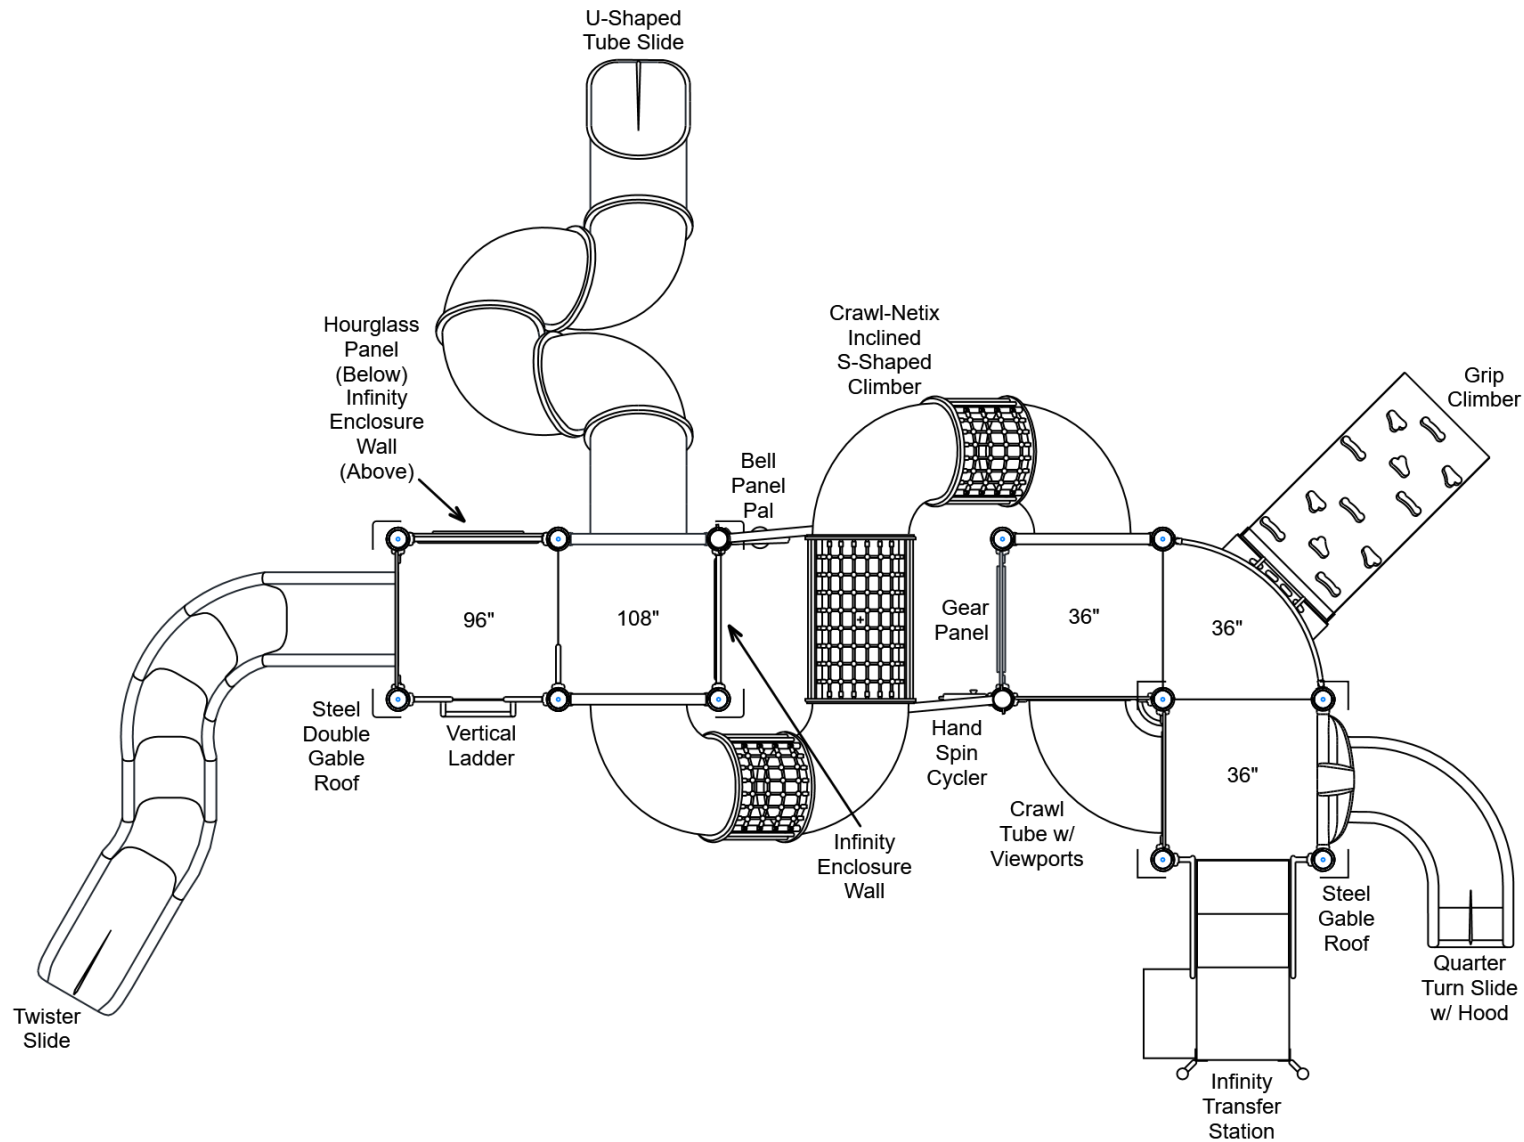 U-Shaped
Tube Slide
Hourglass
Panel
(Below)
Infinity
Enclosure
Wall
(Above)
Crawl-Netix
Inclined
S-Shaped
Climber
Grip
Climber
Bell
Panel
Pal
96"
108"
Gear
Panel
36"
36"
Steel
Double
Gable
Roof
Vertical
Ladder
Hand
Spin
Cycler
36"
Crawl
Tube w/
Viewports
Infinity
Enclosure
Wall
Steel
Gable
Roof
Quarter
Turn Slide
w/ Hood
Twister
Slide
Infinity
Transfer
Station